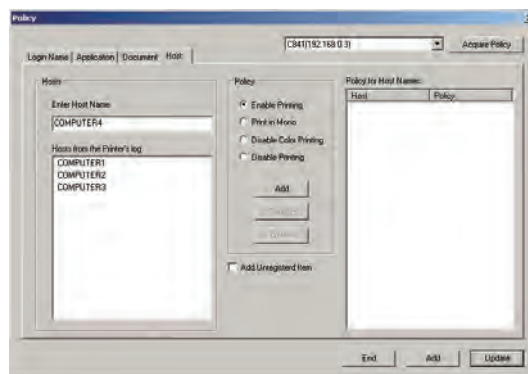 Policy
C841(192.168.0.3)
Acquire Policy
Login Name Application Document Host
Hosts
Enter Host Name
COMPUTER4
Hosts from the Printer's log
COMPUTER1
COMPUTER2
COMPUTER3
Policy
Enable Printing
Print in Mono
Disable Color Printing
Disable Printing
Add
Add Unregisterd Item
Policy for Host Names:
Host Policy
End Add Update